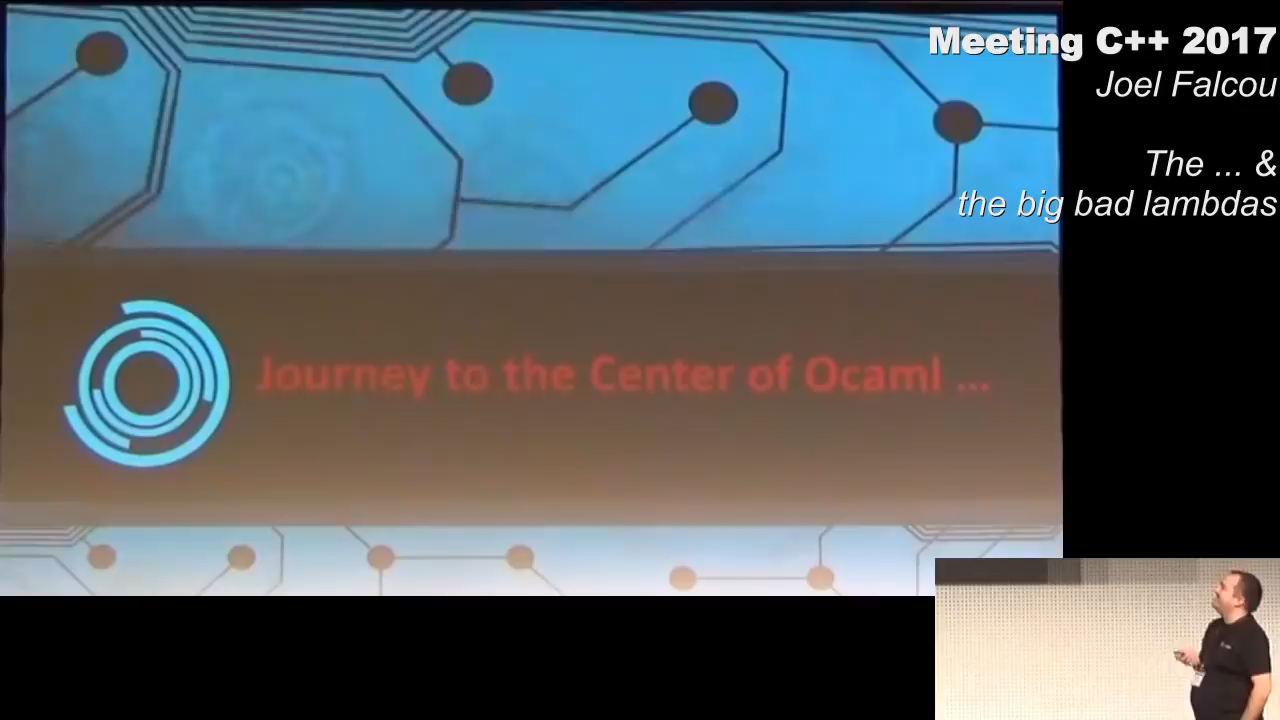 Meeting C++ 2017
Joel Falcou
The ... &
the big bad lambdas
Journey to the Center of Ocaml ...